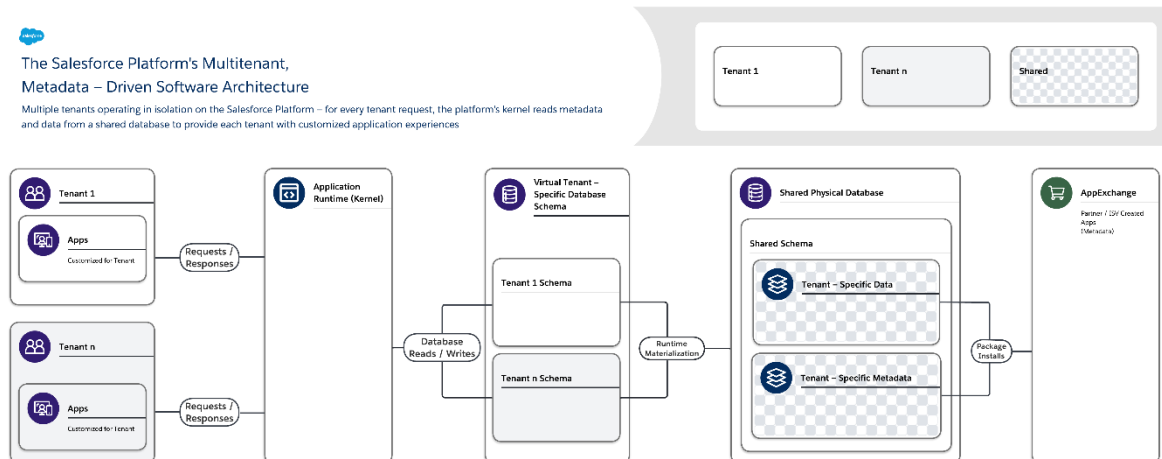 salesforce
The Salesforce Platform's Multitenant,
Metadata – Driven Software Architecture
Multiple tenants operating in isolation on the Salesforce Platform – for every tenant request, the platform's kernel reads metadata
and data from a shared database to provide each tenant with customized application experiences
Tenant 1
Tenant n
Shared
Tenant 1
Apps
Customized for Tenant
Requests /
Responses
Tenant n
Apps
Customized for Tenant
Requests /
Responses
Application
Runtime (Kernel)
Database
Reads / Writes
Virtual Tenant –
Specific Database
Schema
Tenant 1 Schema
Tenant n Schema
Runtime
Materialization
Shared Physical Database
Shared Schema
Tenant – Specific Data
Tenant – Specific Metadata
Package
Installs
AppExchange
Partner / ISV Created
Apps
(Metadata)